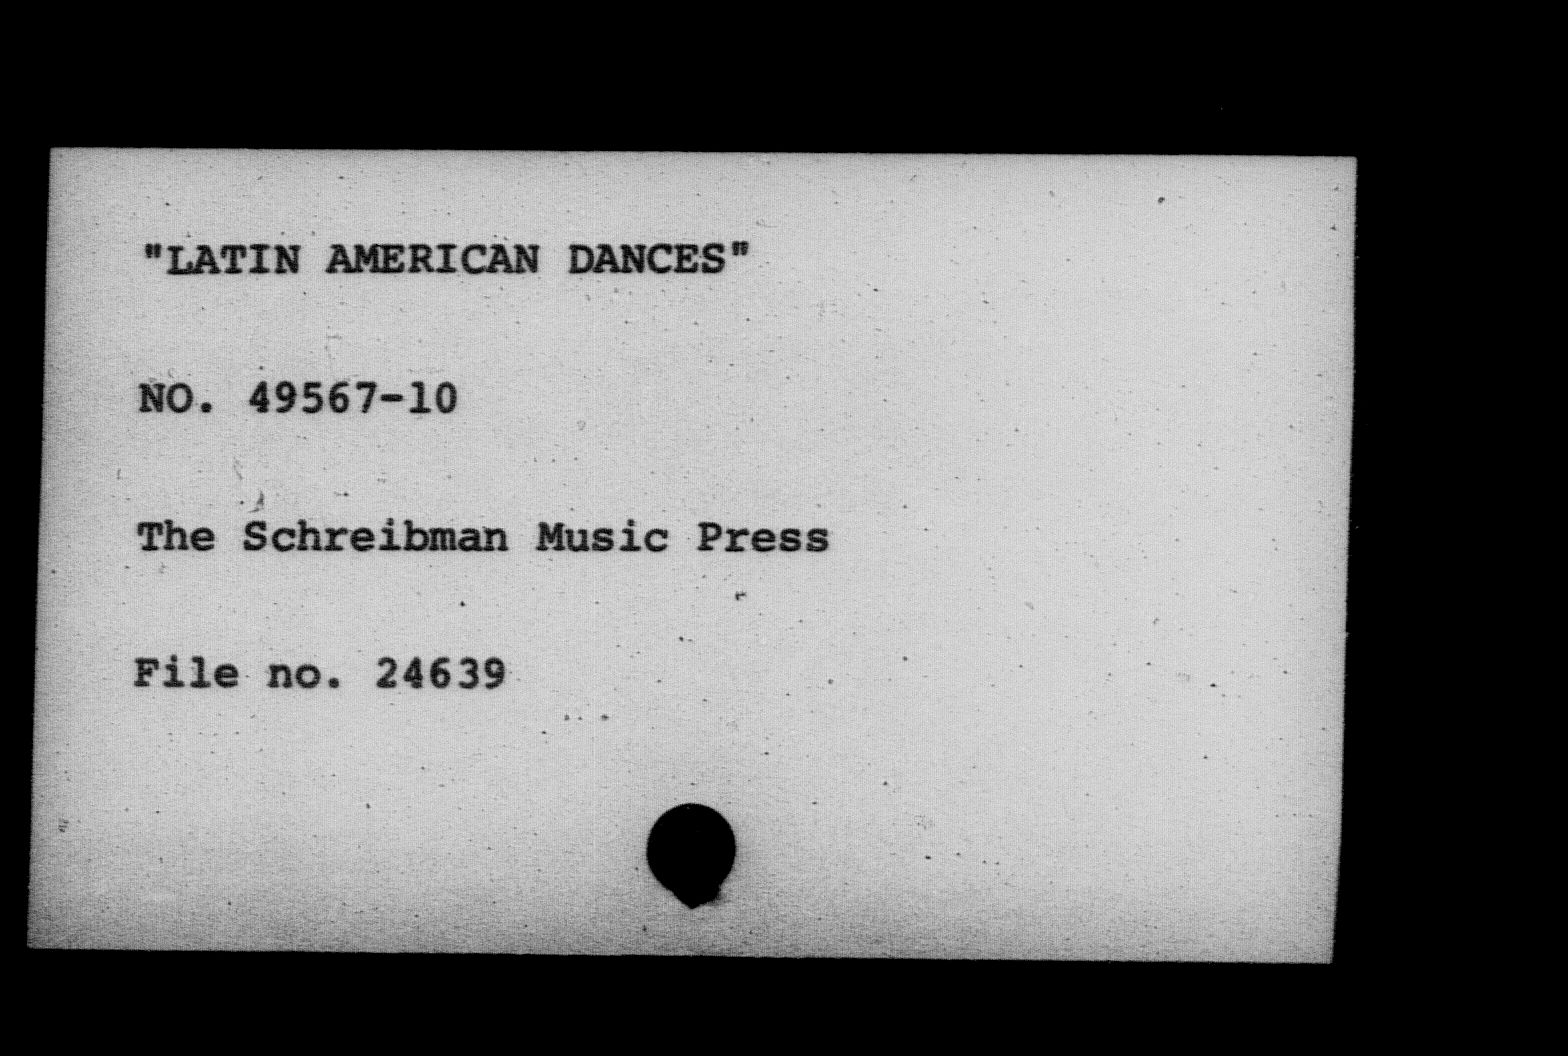 "LATIN AMERICAN DANCES"
NO. 49567-10
The Schreibman Music Press
File no. 24639